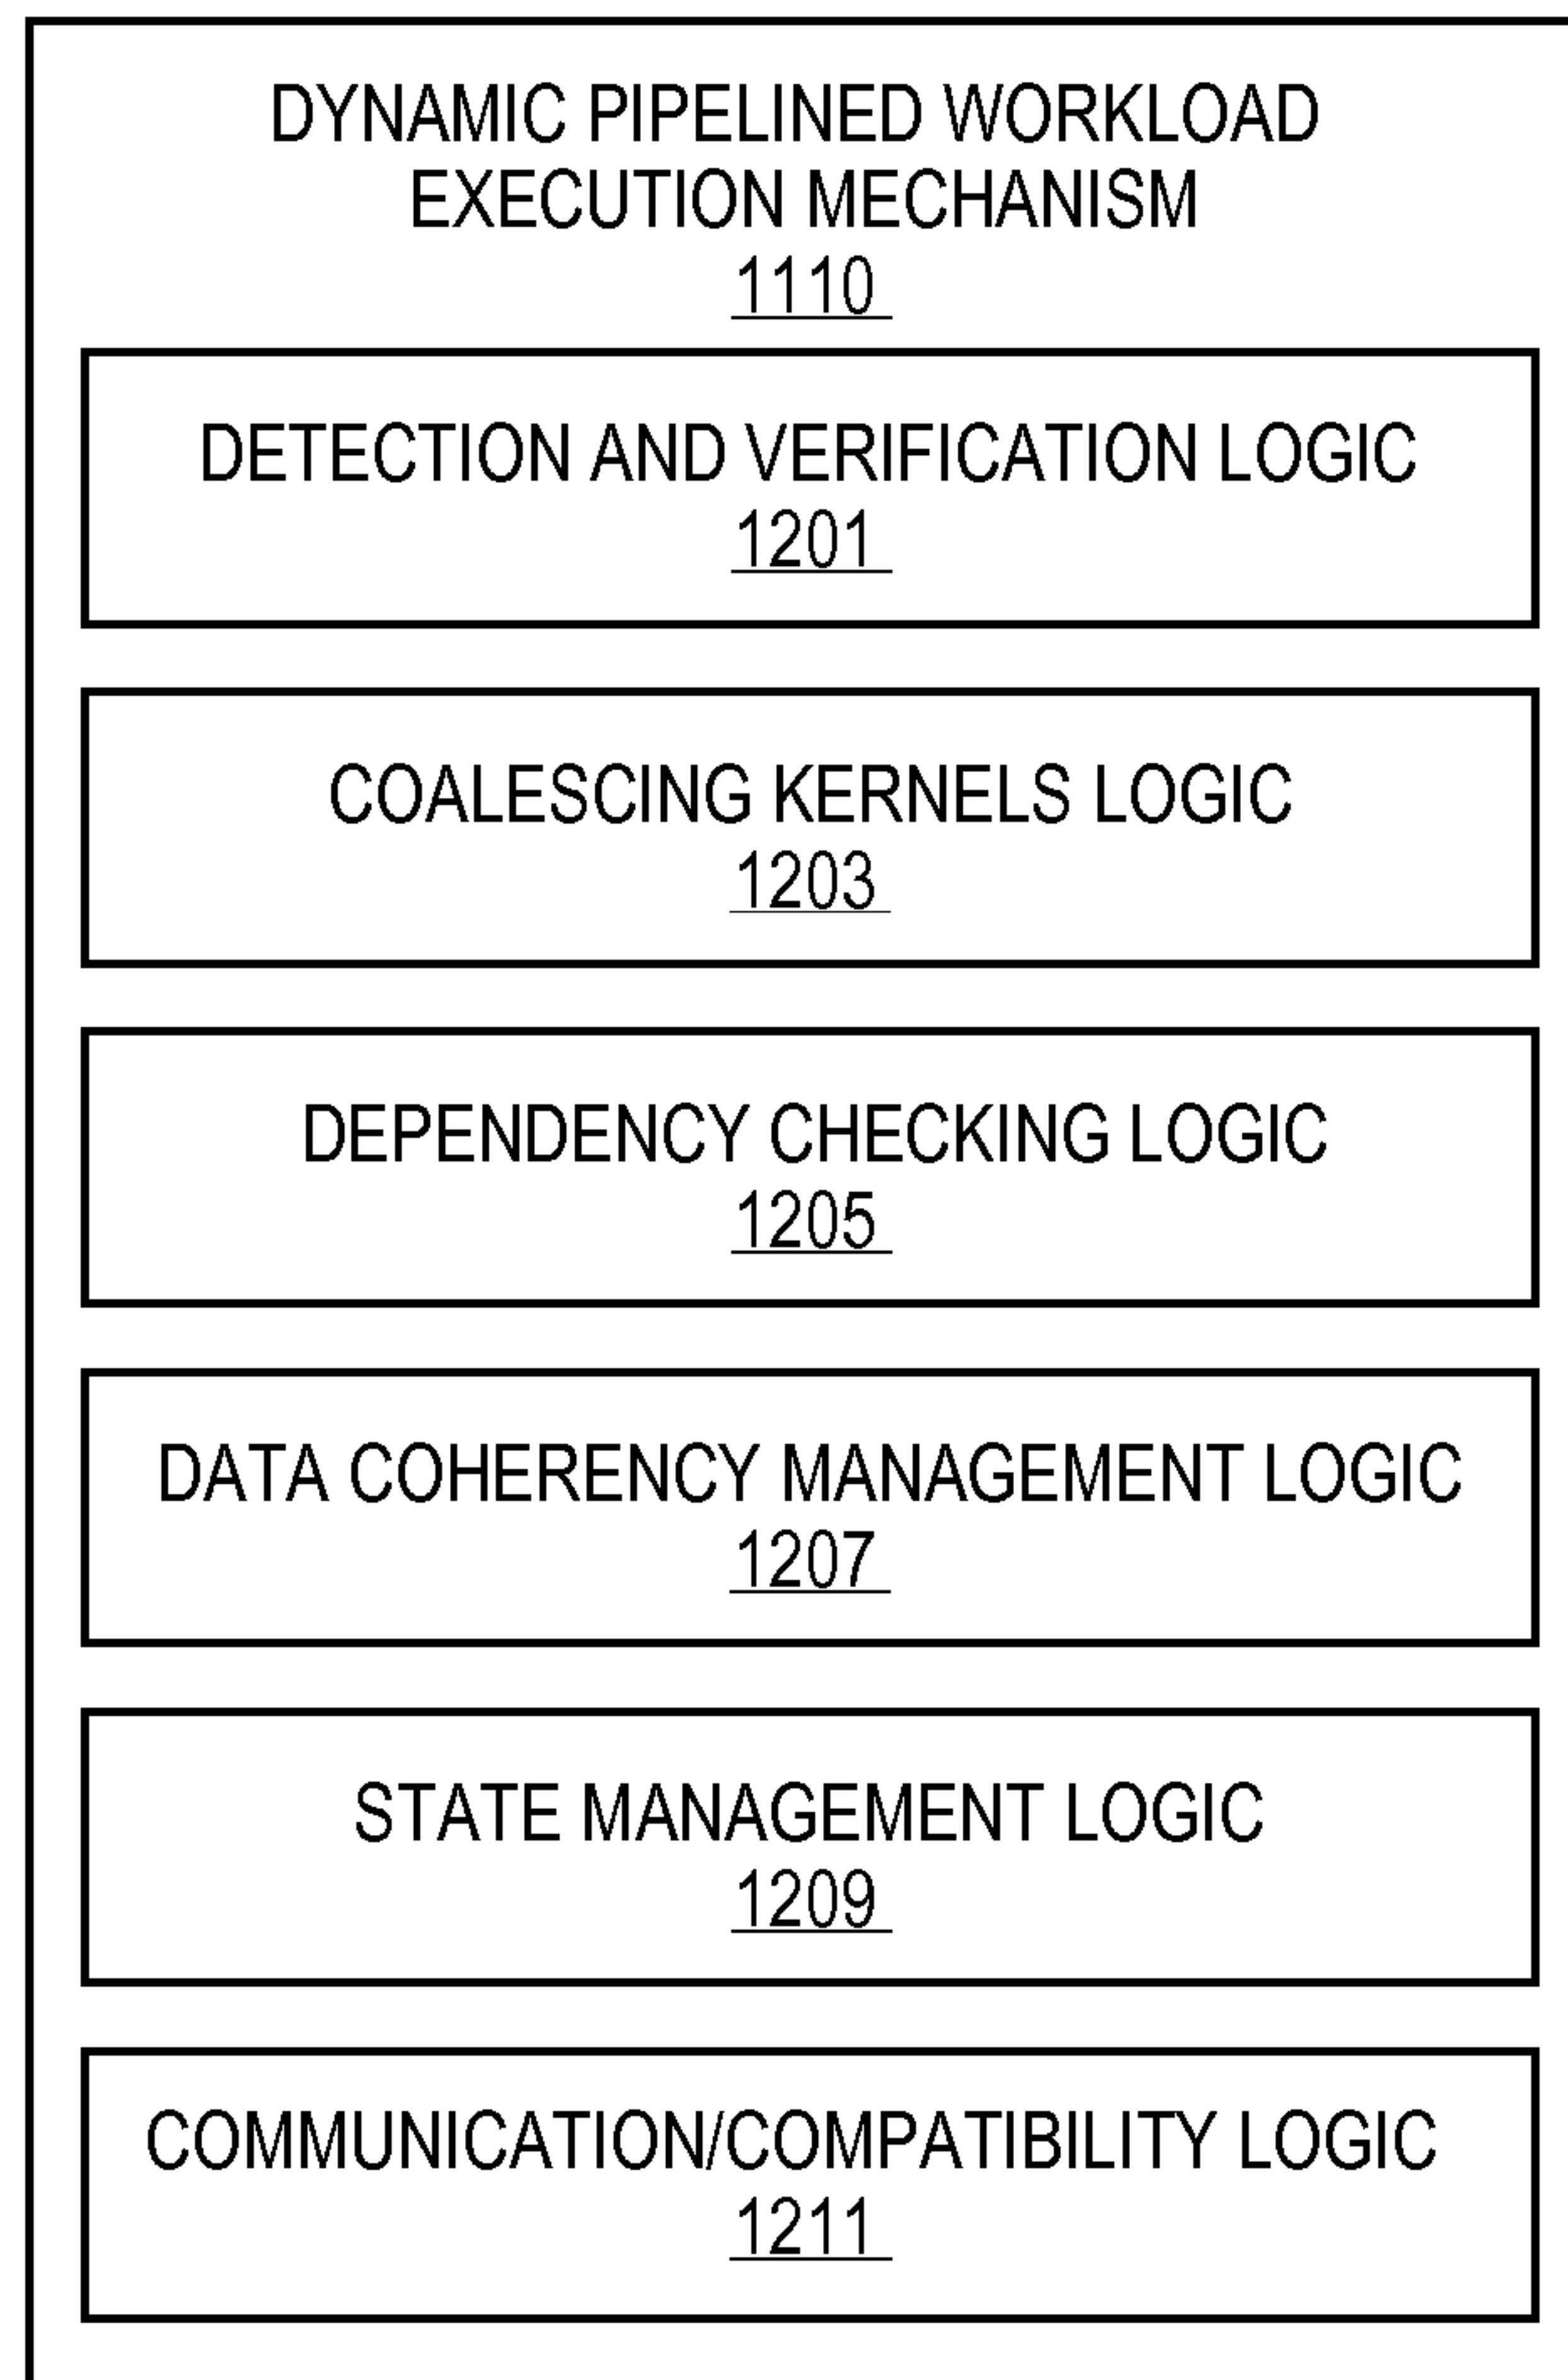 DYNAMIC PIPELINED WORKLOAD
EXECUTION MECHANISM
1110
DETECTION AND VERIFICATION LOGIC
1201
COALESCING KERNELS LOGIC
1203
DEPENDENCY CHECKING LOGIC
1205
DATA COHERENCY MANAGEMENT LOGIC
1207
STATE MANAGEMENT LOGIC
1209
COMMUNICATION/COMPATIBILITY LOGIC
1211